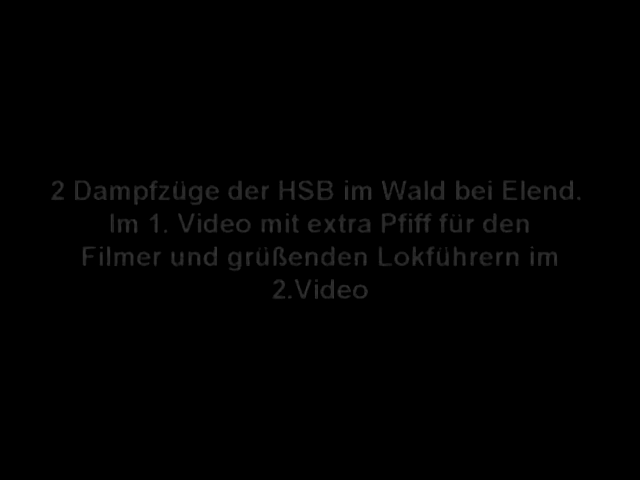 2 Dampfzüge der HSB im Wald bei Elend.
Im 1. Video mit extra Pfiff für den
Filmer und grüßenden Lokführern im
2.Video